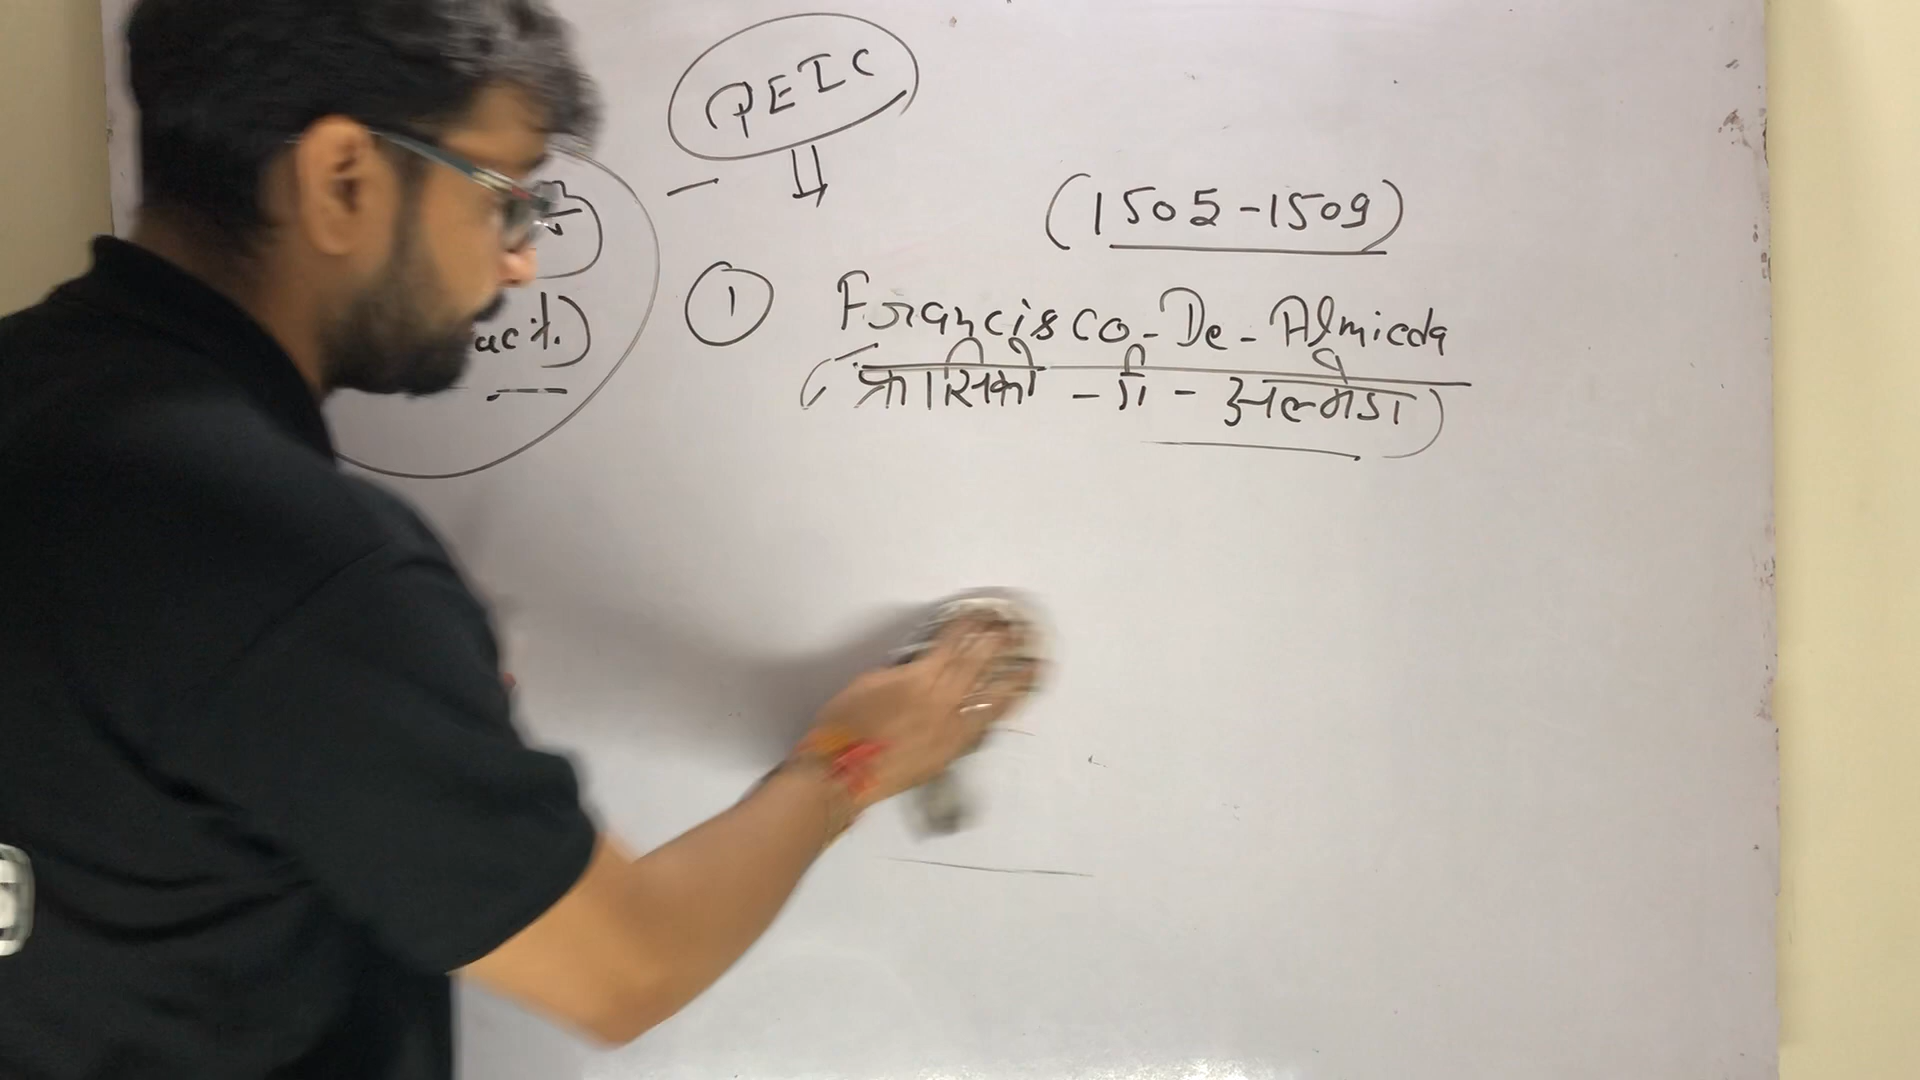 PEIC
(1505-1509)
1 Francisco-De-Almieda
(फ्रांसिको - डी - अल्मेडा)